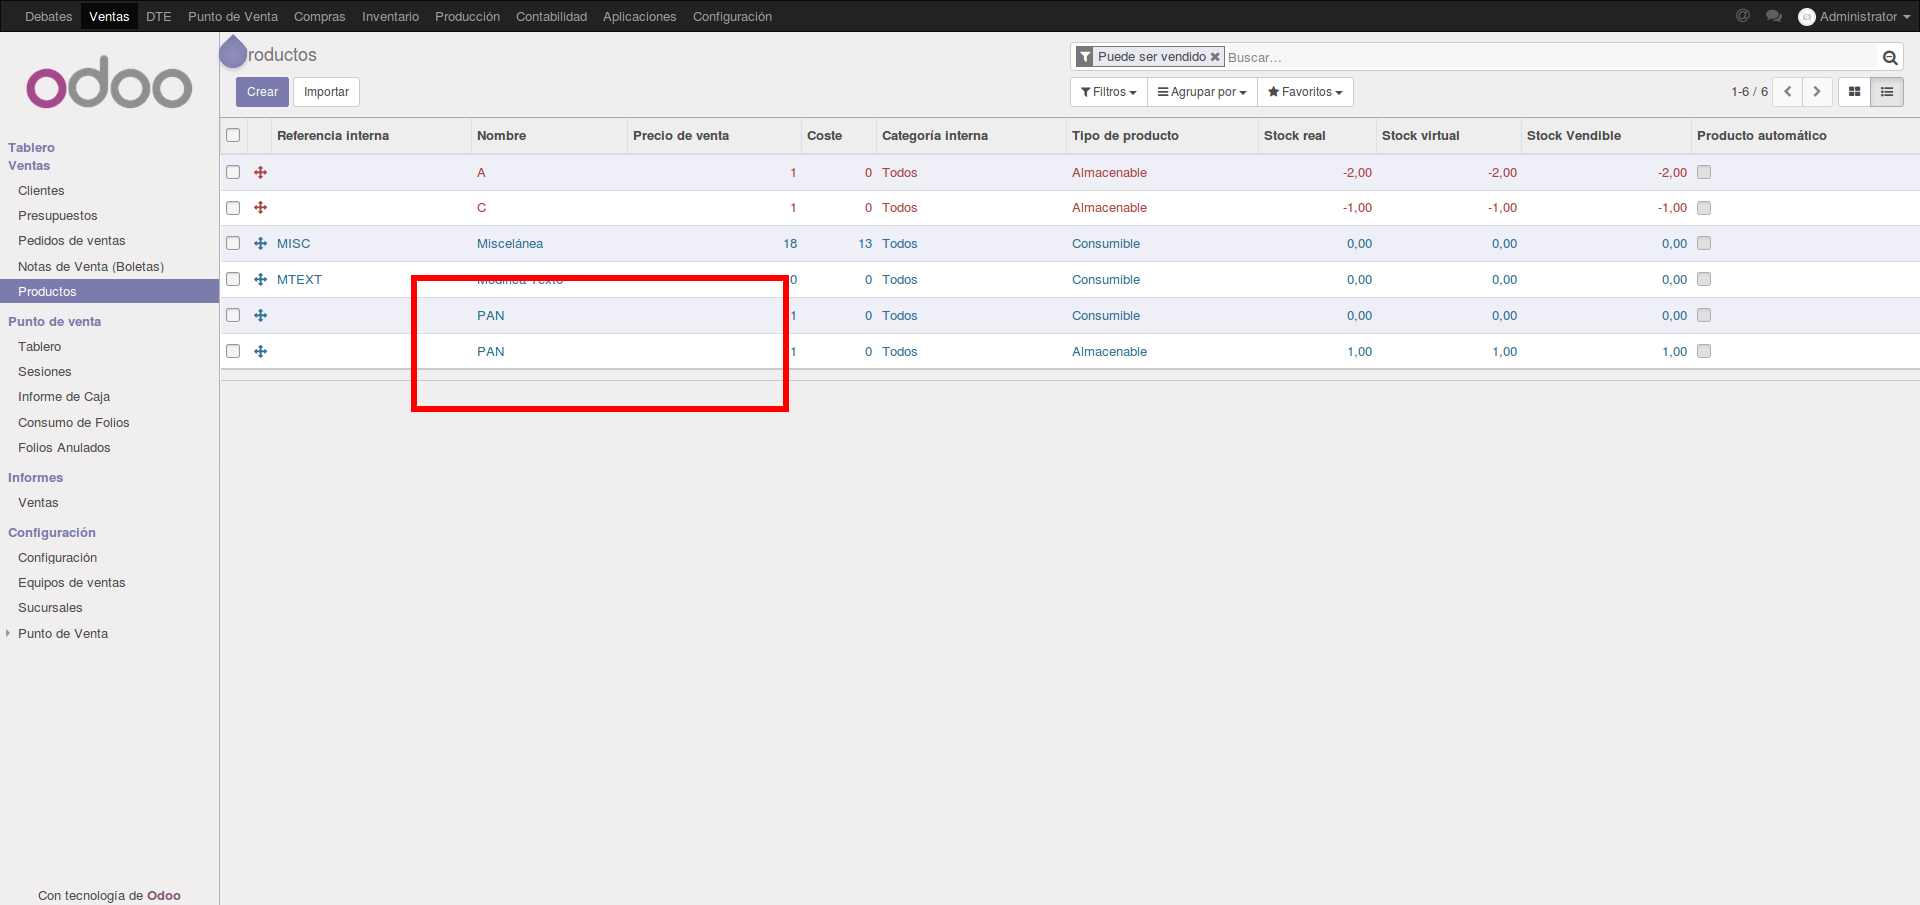 Debates Ventas DTE Punto de Venta Compras Inventario Producción Contabilidad Aplicaciones Configuración @ Administrator
odoo
Tablero
Ventas
Clientes
Presupuestos
Pedidos de ventas
Notas de Venta (Boletas)
Productos
Punto de venta
Tablero
Sesiones
Informe de Caja
Consumo de Folios
Folios Anulados
Informes
Ventas
Configuración
Configuración
Equipos de ventas
Sucursales
Punto de Venta
Con tecnología de Odoo
roductos
Puede ser vendido Buscar...
Crear Importar
Filtros Agrupar por Favoritos 1-6 / 6
Referencia interna Nombre Precio de venta Coste Categoría interna Tipo de producto Stock real Stock virtual Stock Vendible Producto automático
A 1 0 Todos Almacenable -2,00 -2,00 -2,00
C 1 0 Todos Almacenable -1,00 -1,00 -1,00
MISC Miscelánea 18 13 Todos Consumible 0,00 0,00 0,00
MTEXT 0 0 Todos Consumible 0,00 0,00 0,00
PAN 1 0 Todos Consumible 0,00 0,00 0,00
PAN 1 0 Todos Almacenable 1,00 1,00 1,00